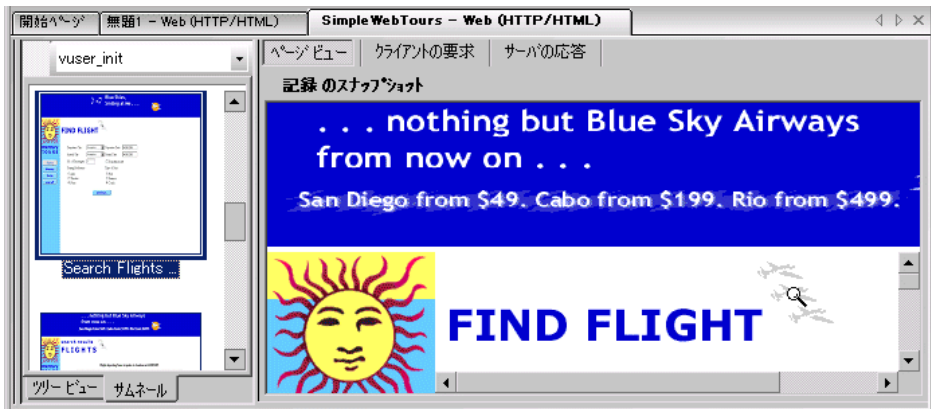 開始ページ
無題1 - Web (HTTP/HTML)
SimpleWebTours - Web (HTTP/HTML)
vuser_init
ページ ビュー
クライアントの要求
サーバの応答
記録 のスナップショット
. . . nothing but Blue Sky Airways
from now on . . .
San Diego from $49. Cabo from $199. Rio from $499.
FIND FLIGHT
FIND FLIGHT
Search Flights ...
FLIGHTS
ツリー ビュー
サムネール